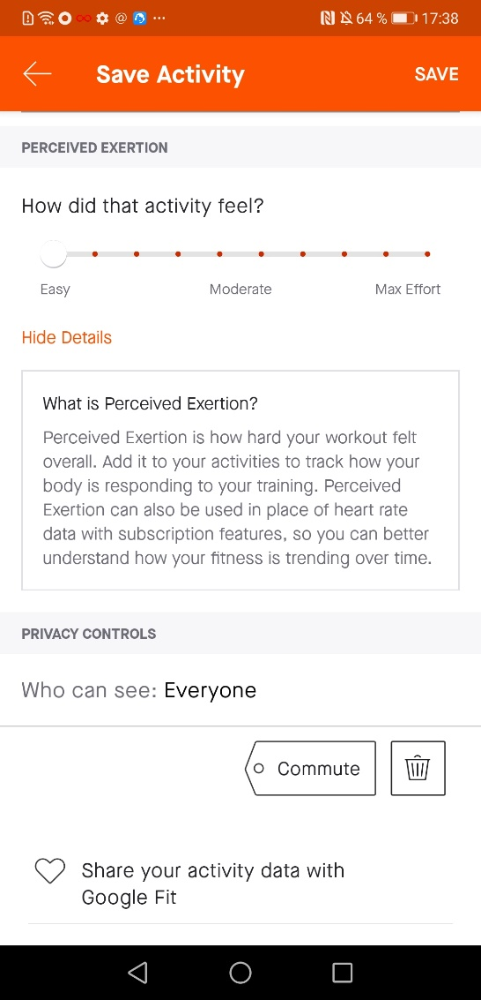 64 % 17:38
Save Activity SAVE
PERCEIVED EXERTION
How did that activity feel?
Easy Moderate Max Effort
Hide Details
What is Perceived Exertion?
Perceived Exertion is how hard your workout felt
overall. Add it to your activities to track how your
body is responding to your training. Perceived
Exertion can also be used in place of heart rate
data with subscription features, so you can better
understand how your fitness is trending over time.
PRIVACY CONTROLS
Who can see: Everyone
Commute
Share your activity data with
Google Fit